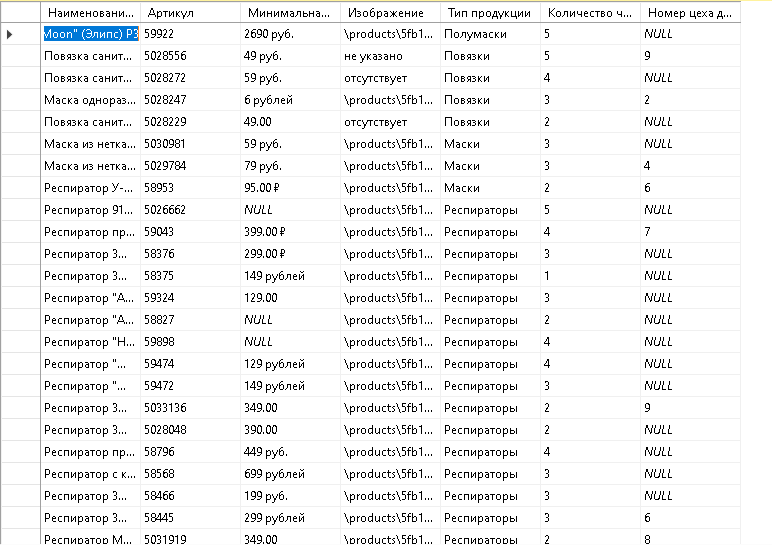 Наименовани... Артикул Минимальна... Изображение Тип продукции Количество ч... Номер цеха д...
Moon" (Элипс) P3 59922 2690 руб. \products\5fb1... Полумаски 5 NULL
Повязка санит... 5028556 49 руб. не указано Повязки 5 9
Повязка санит... 5028272 59 руб. отсутствует Повязки 4 NULL
Маска однораз... 5028247 6 рублей \products\5fb1... Повязки 3 2
Повязка санит... 5028229 49.00 отсутствует Повязки 2 NULL
Маска из нетка... 5030981 59 руб. \products\5fb1... Маски 3 NULL
Маска из нетка... 5029784 79 руб. \products\5fb1... Маски 3 4
Респиратор У-... 58953 95.00 ₽ \products\5fb1... Маски 2 6
Респиратор 91... 5026662 NULL \products\5fb1... Респираторы 5 NULL
Респиратор пр... 59043 399.00 ₽ \products\5fb1... Респираторы 4 7
Респиратор 3... 58376 299.00 ₽ \products\5fb1... Респираторы 3 NULL
Респиратор 3... 58375 149 рублей \products\5fb1... Респираторы 1 NULL
Респиратор "А... 59324 129.00 \products\5fb1... Респираторы 3 NULL
Респиратор "А... 58827 NULL \products\5fb1... Респираторы 2 NULL
Респиратор "Н... 59898 NULL \products\5fb1... Респираторы 4 NULL
Респиратор "... 59474 129 рублей \products\5fb1... Респираторы 4 NULL
Респиратор "... 59472 149 рублей \products\5fb1... Респираторы 3 NULL
Респиратор 3... 5033136 349.00 \products\5fb1... Респираторы 2 9
Респиратор 3... 5028048 390.00 \products\5fb1... Респираторы 2 NULL
Респиратор пр... 58796 449 руб. \products\5fb1... Респираторы 4 NULL
Респиратор с к... 58568 699 рублей \products\5fb1... Респираторы 3 NULL
Респиратор 3... 58466 199 руб. \products\5fb1... Респираторы 3 NULL
Респиратор 3... 58445 299 рублей \products\5fb1... Респираторы 3 6
Респиратор М... 5031919 349.00 \products\5fb1... Респираторы 2 8